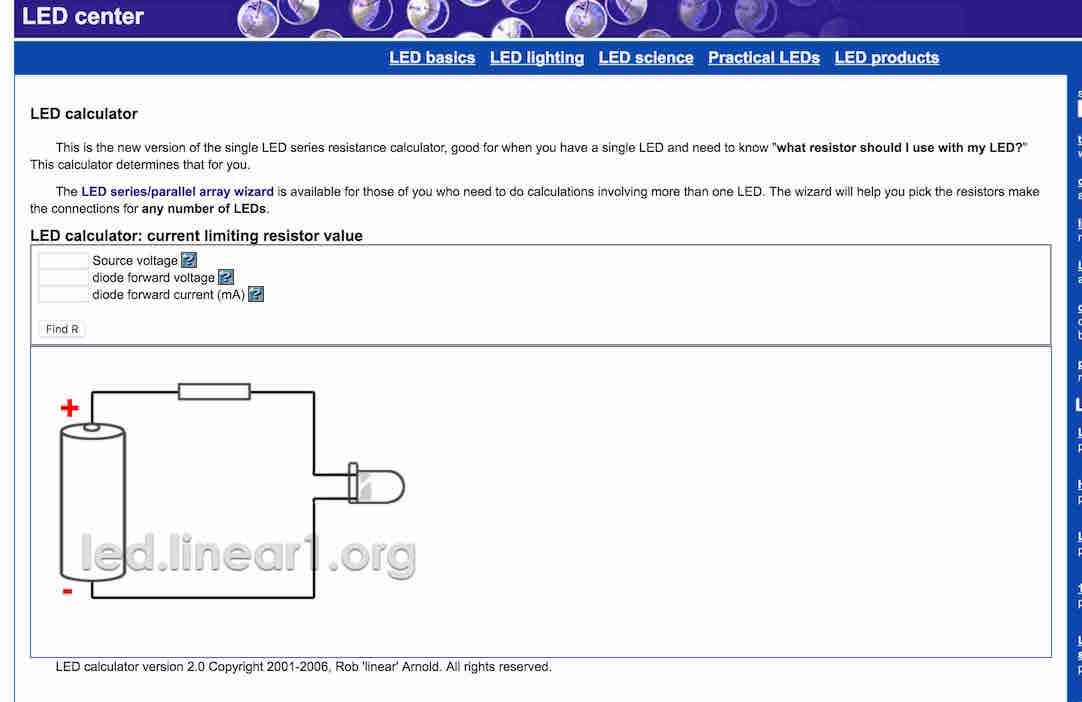 LED center
LED basics LED lighting LED science Practical LEDs LED products
LED calculator
This is the new version of the single LED series resistance calculator, good for when you have a single LED and need to know "what resistor should I use with my LED?"
This calculator determines that for you.
The LED series/parallel array wizard is available for those of you who need to do calculations involving more than one LED. The wizard will help you pick the resistors make
the connections for any number of LEDs.
LED calculator: current limiting resistor value
Source voltage ?
diode forward voltage ?
diode forward current (mA) ?
Find R
+
led.linear1.org
-
LED calculator version 2.0 Copyright 2001-2006, Rob 'linear' Arnold. All rights reserved.